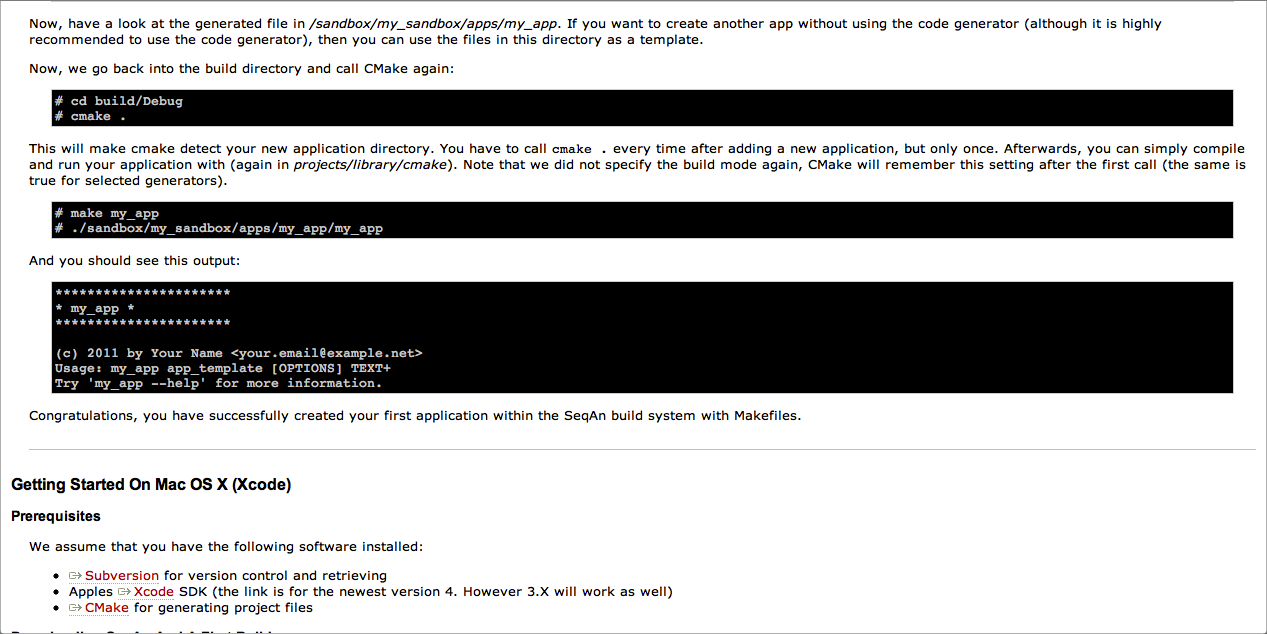 Now, have a look at the generated file in /sandbox/my_sandbox/apps/my_app. If you want to create another app without using the code generator (although it is highly
recommended to use the code generator), then you can use the files in this directory as a template.
Now, we go back into the build directory and call CMake again:
# cd build/Debug
# cmake .
This will make cmake detect your new application directory. You have to call cmake . every time after adding a new application, but only once. Afterwards, you can simply compile
and run your application with (again in projects/library/cmake). Note that we did not specify the build mode again, CMake will remember this setting after the first call (the same is
true for selected generators).
# make my_app
# ./sandbox/my_sandbox/apps/my_app/my_app
And you should see this output:
**********************
* my_app *
**********************
(c) 2011 by Your Name <your.email@example.net>
Usage: my_app app_template [OPTIONS] TEXT+
Try 'my_app --help' for more information.
Congratulations, you have successfully created your first application within the SeqAn build system with Makefiles.
Getting Started On Mac OS X (Xcode)
Prerequisites
We assume that you have the following software installed:
• Subversion for version control and retrieving
• Apples Xcode SDK (the link is for the newest version 4. However 3.X will work as well)
• CMake for generating project files